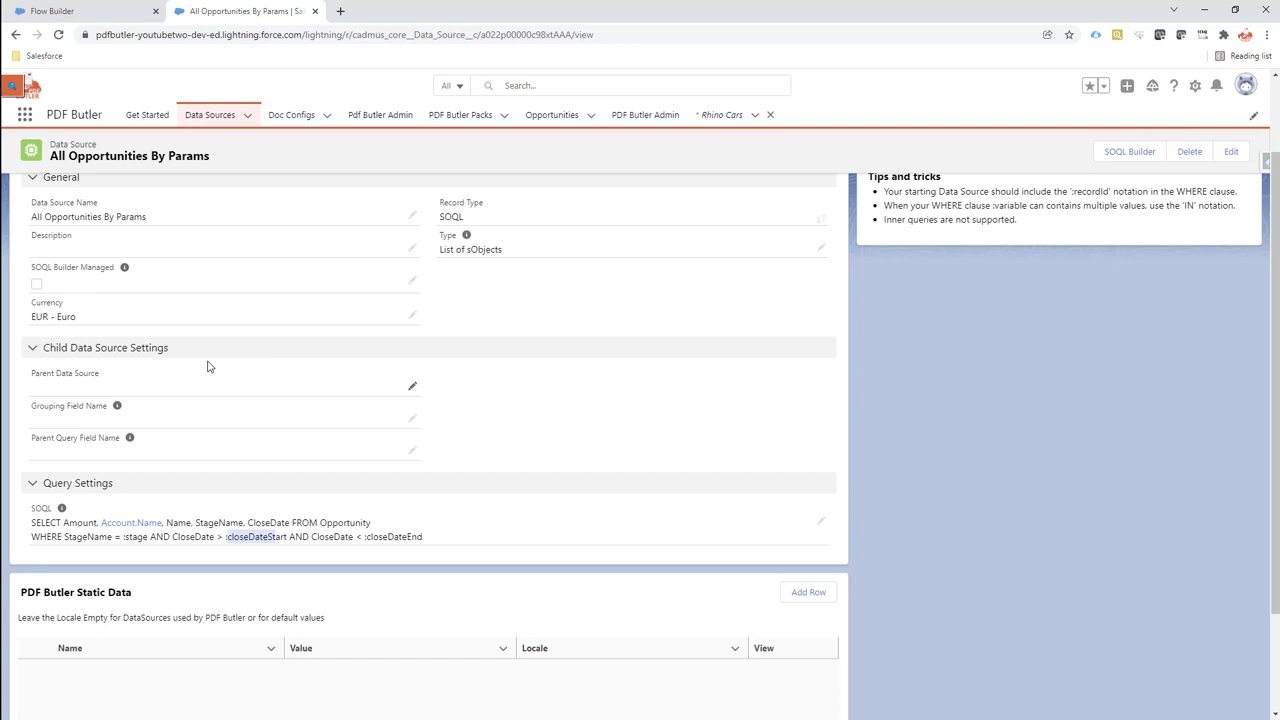 Flow Builder
All Opportunities By Params | Sa
pdfbutler-youtubetwo-dev-ed.lightning.force.com/lightning/r/cadmus_core__Data_Source__c/a022p00000c98xtAAA/view
Salesforce
Reading list
All
Search...
PDF Butler
Get Started
Data Sources
Doc Configs
Pdf Butler Admin
PDF Butler Packs
Opportunities
PDF Butler Admin
* Rhino Cars
Data Source
All Opportunities By Params
SOQL Builder
Delete
Edit
General
Data Source Name
All Opportunities By Params
Record Type
SOQL
Description
Type
List of sObjects
SOQL Builder Managed
Currency
EUR - Euro
Child Data Source Settings
Parent Data Source
Grouping Field Name
Parent Query Field Name
Query Settings
SOQL
SELECT Amount, Account.Name, Name, StageName, CloseDate FROM Opportunity
WHERE StageName = :stage AND CloseDate > :closeDateStart AND CloseDate < :closeDateEnd
Tips and tricks
Your starting Data Source should include the ':recordId' notation in the WHERE clause.
When your WHERE clause :variable can contains multiple values, use the 'IN' notation.
Inner queries are not supported.
PDF Butler Static Data
Add Row
Leave the Locale Empty for DataSources used by PDF Butler or for default values
Name
Value
Locale
View